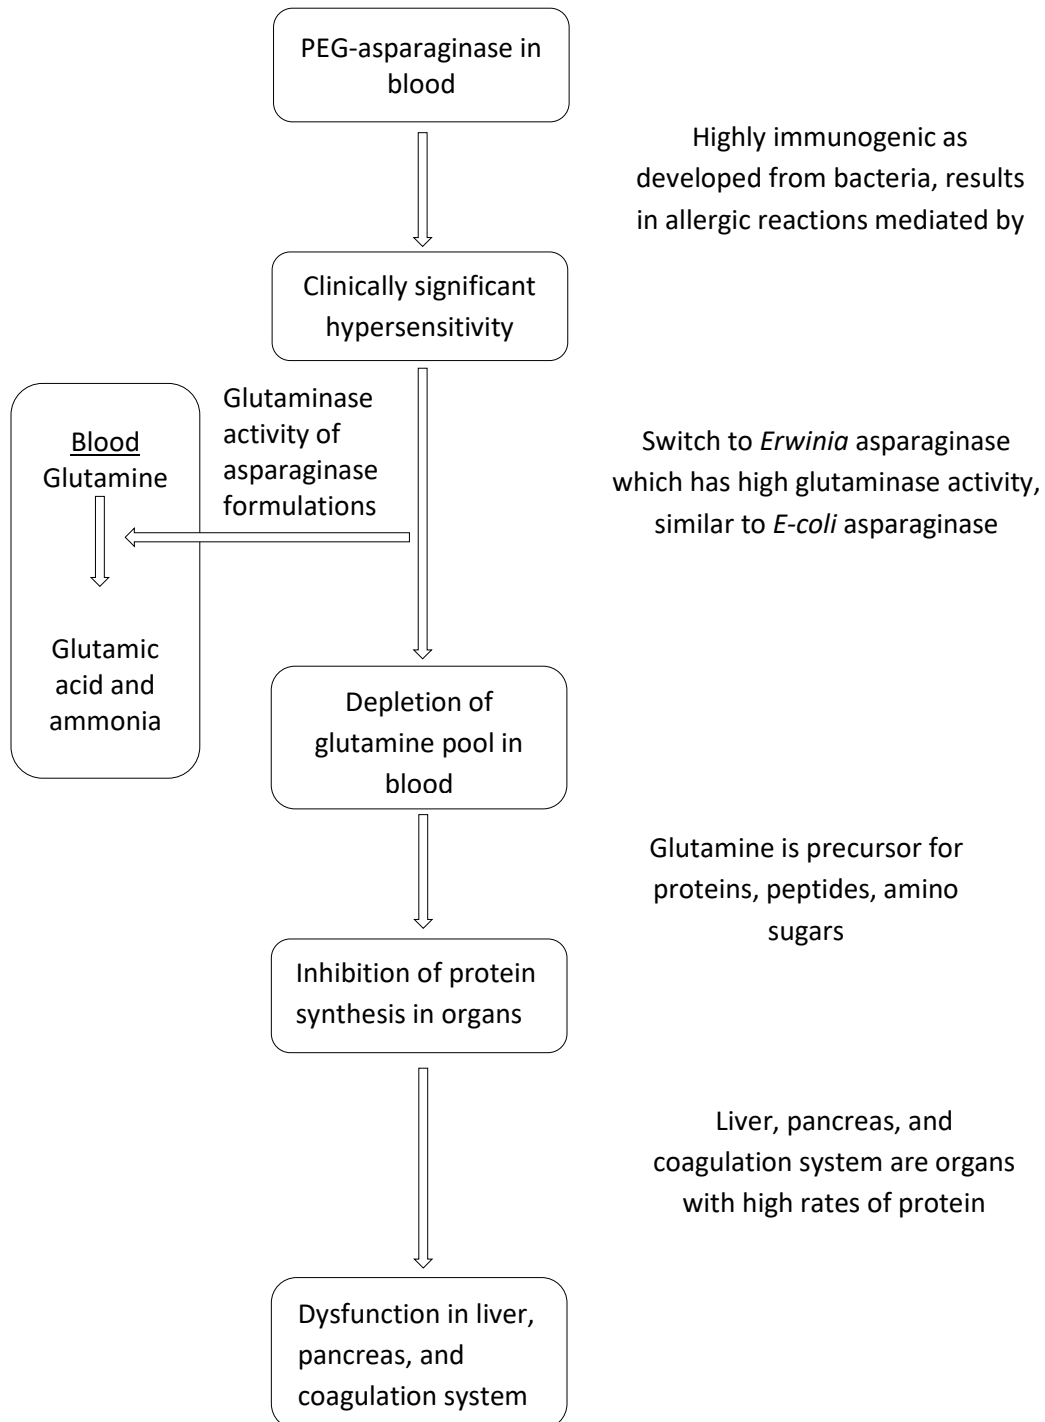 PEG-asparaginase in
blood
Highly immunogenic as
developed from bacteria, results
in allergic reactions mediated by
Clinically significant
hypersensitivity
Glutaminase
activity of
asparaginase
formulations
Blood
Glutamine
Glutamic
acid and
ammonia
Switch to Erwinia asparaginase
which has high glutaminase activity,
similar to E-coli asparaginase
Depletion of
glutamine pool in
blood
Glutamine is precursor for
proteins, peptides, amino
sugars
Inhibition of protein
synthesis in organs
Liver, pancreas, and
coagulation system are organs
with high rates of protein
Dysfunction in liver,
pancreas, and
coagulation system